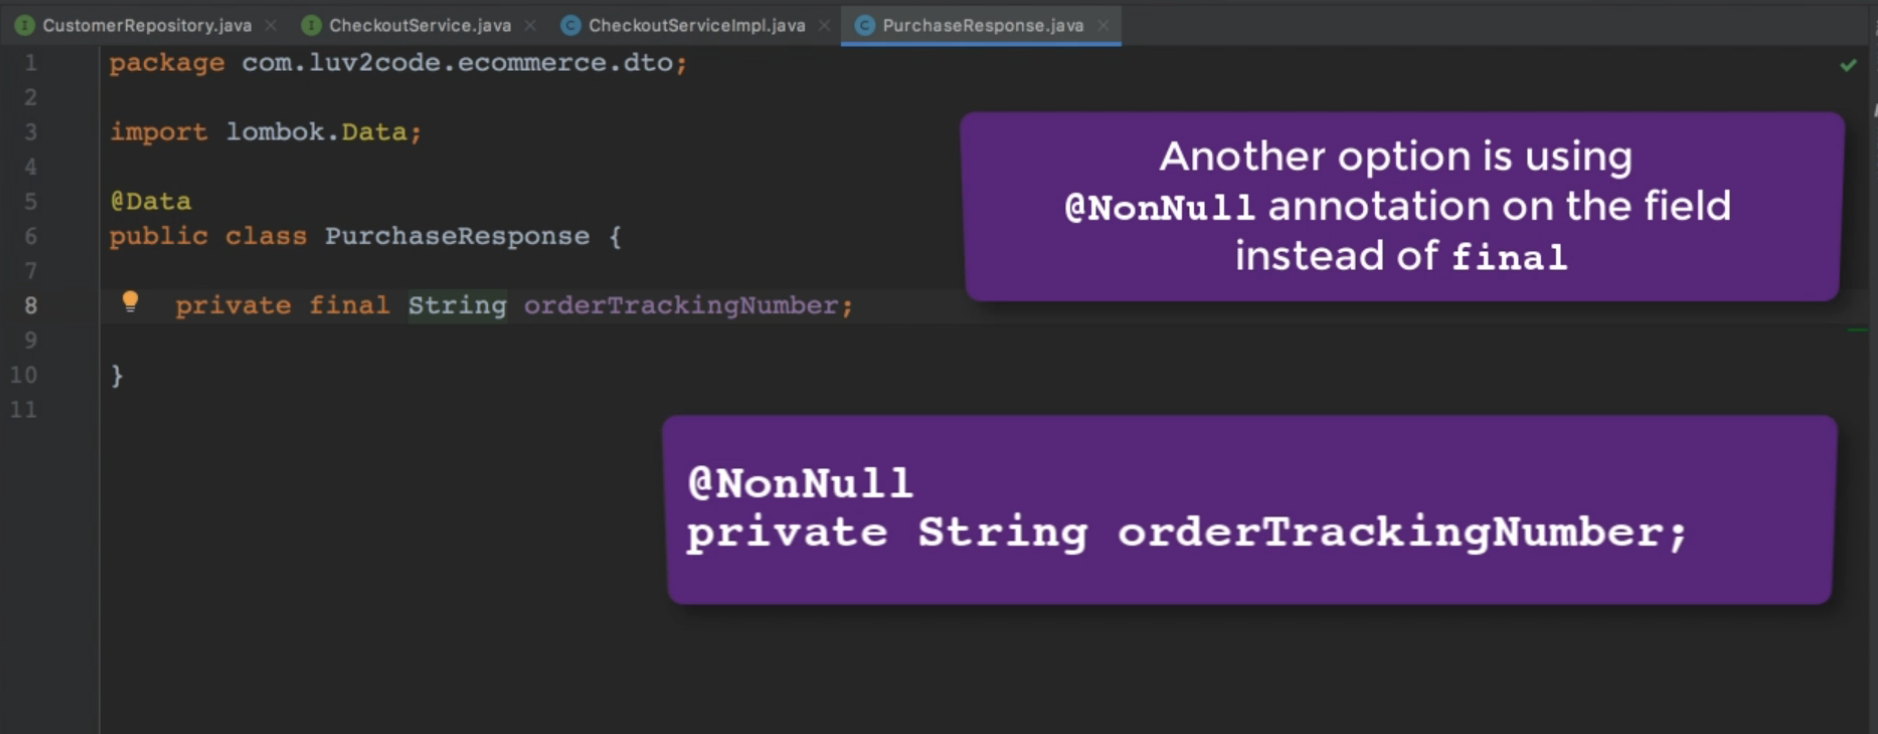 CustomerRepository.java
CheckoutService.java
CheckoutServiceImpl.java
PurchaseResponse.java
1 package com.luv2code.ecommerce.dto;
2
3 import lombok.Data;
4
5 @Data
6 public class PurchaseResponse {
7
8 private final String orderTrackingNumber;
9
10 }
11
Another option is using
@NonNull annotation on the field
instead of final
@NonNull
private String orderTrackingNumber;